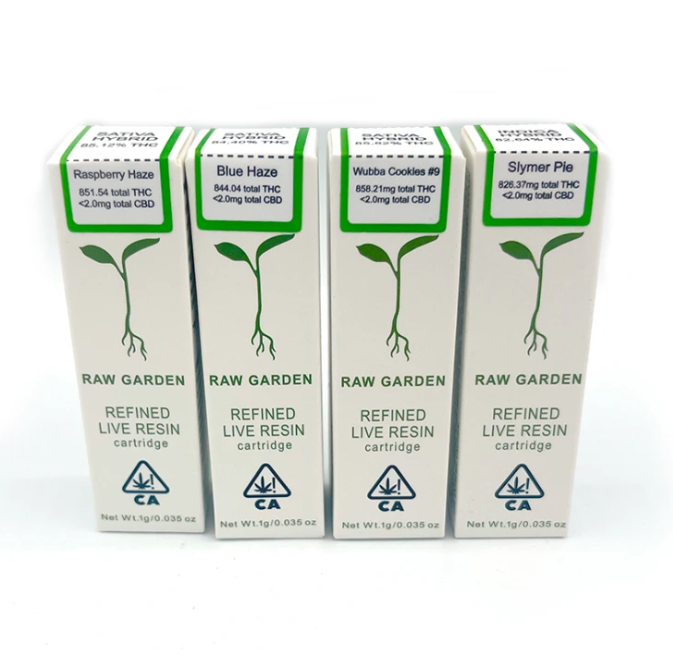 SATIVA
HYBRID
85.12% THC
Raspberry Haze
851.54 total THC
<2.0mg total CBD
RAW GARDEN
REFINED
LIVE RESIN
cartridge
CA
Net Wt.1g/0.035 oz
SATIVA
HYBRID
84.40% THC
Blue Haze
844.04 total THC
<2.0mg total CBD
RAW GARDEN
REFINED
LIVE RESIN
cartridge
CA
Net Wt.1g/0.035 oz
SATIVA
HYBRID
85.82% THC
Wubba Cookies #9
858.21mg total THC
<2.0mg total CBD
RAW GARDEN
REFINED
LIVE RESIN
cartridge
CA
Net Wt.1g/0.035 oz
INDICA
HYBRID
82.64% THC
Slymer Pie
826.37mg total THC
<2.0mg total CBD
RAW GARDEN
REFINED
LIVE RESIN
cartridge
CA
Net Wt.1g/0.035 oz